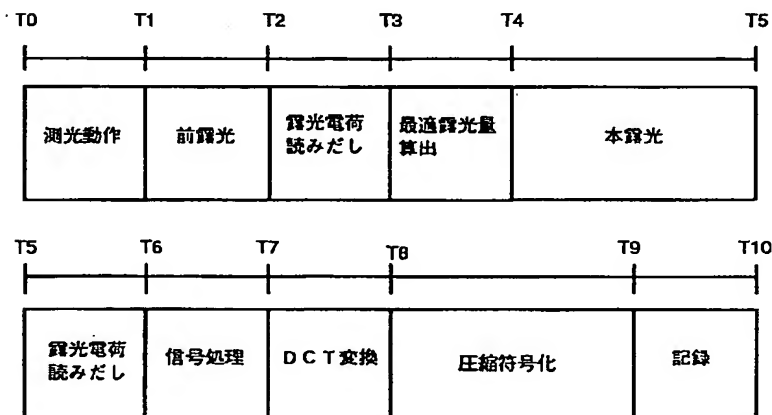 T0 T1 T2 T3 T4 T5
測光動作 前露光 露光電荷 最適露光量 本露光
読みだし 算出
T5 T6 T7 T8 T9 T10
露光電荷 信号処理 DCT変換 圧縮符号化 記録
読みだし